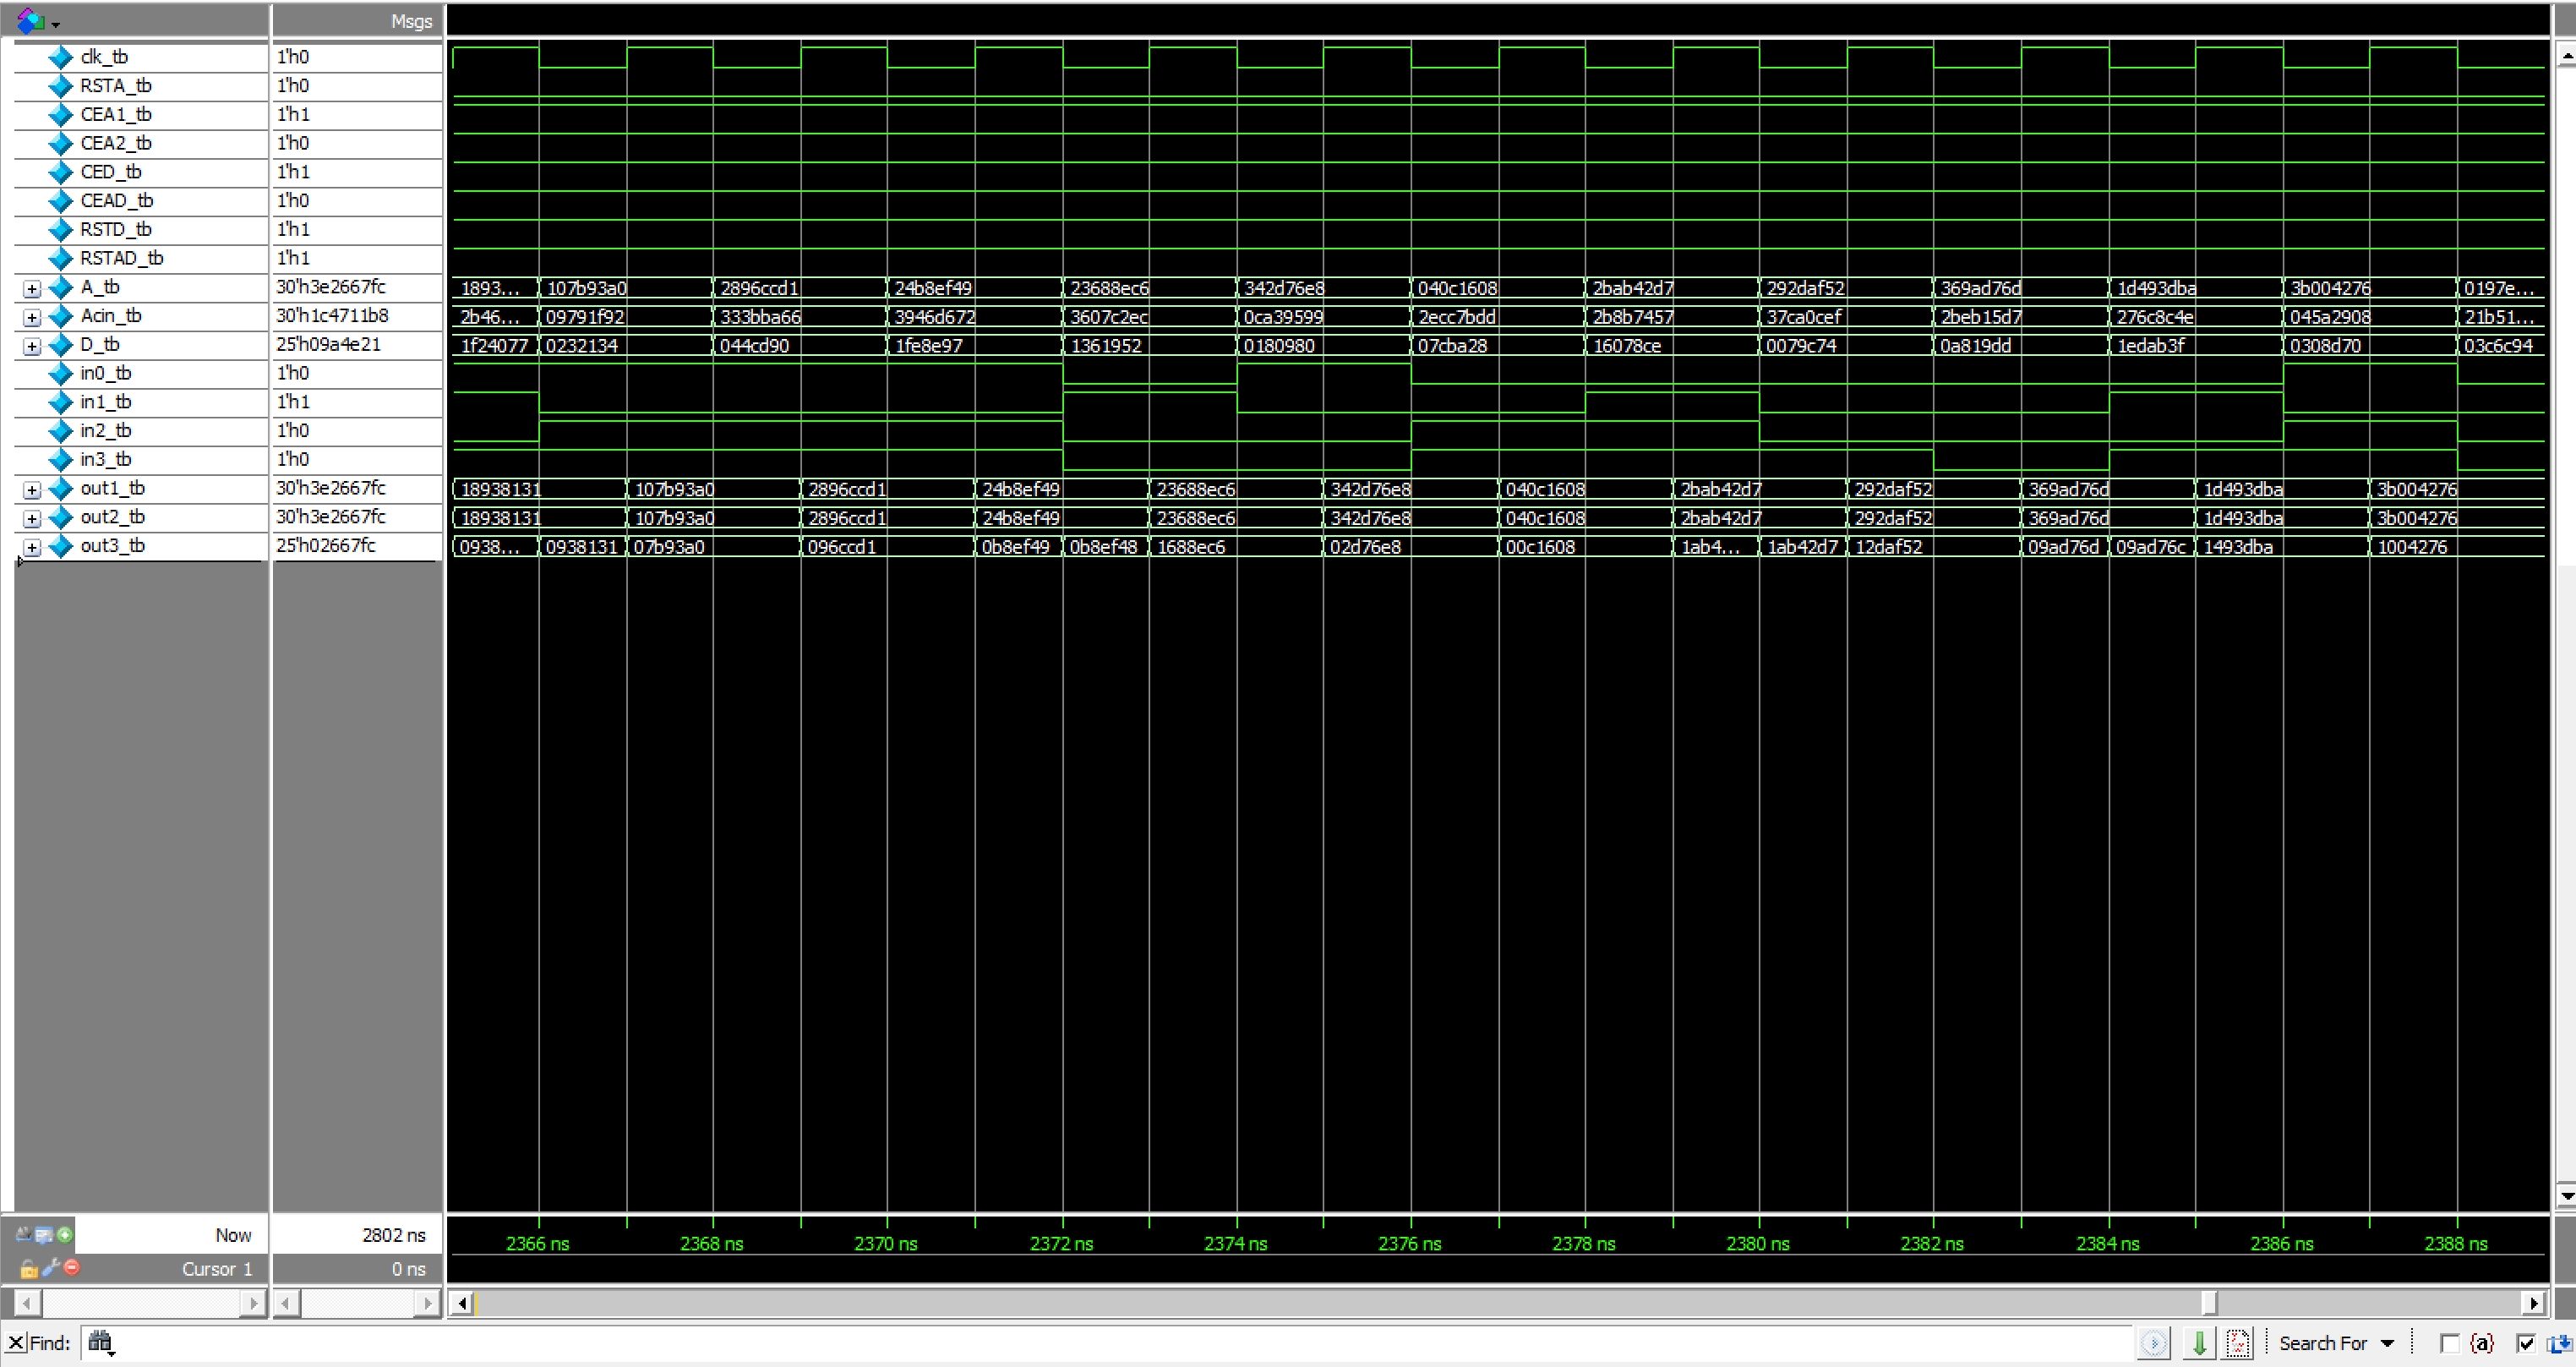 Msgs
clk_tb 1'h0
RSTA_tb 1'h0
CEA1_tb 1'h1
CEA2_tb 1'h0
CED_tb 1'h1
CEAD_tb 1'h0
RSTD_tb 1'h1
RSTAD_tb 1'h1
A_tb 30'h3e2667fc 1893... 107b93a0 2896ccd1 24b8ef49 23688ec6 342d76e8 040c1608 2bab42d7 292daf52 369ad76d 1d493dba 3b004276 0197e...
Acin_tb 30'h1c4711b8 2b46... 09791f92 333bba66 3946d672 3607c2ec 0ca39599 2ecc7bdd 2b8b7457 37ca0cef 2beb15d7 276c8c4e 045a2908 21b51...
D_tb 25'h09a4e21 1f24077 0232134 044cd90 1fe8e97 1361952 0180980 07cba28 16078ce 0079c74 0a819dd 1edab3f 0308d70 03c6c94
in0_tb 1'h0
in1_tb 1'h1
in2_tb 1'h0
in3_tb 1'h0
out1_tb 30'h3e2667fc 18938131 107b93a0 2896ccd1 24b8ef49 23688ec6 342d76e8 040c1608 2bab42d7 292daf52 369ad76d 1d493dba 3b004276
out2_tb 30'h3e2667fc 18938131 107b93a0 2896ccd1 24b8ef49 23688ec6 342d76e8 040c1608 2bab42d7 292daf52 369ad76d 1d493dba 3b004276
out3_tb 25'h02667fc 0938... 0938131 07b93a0 096ccd1 0b8ef49 0b8ef48 1688ec6 02d76e8 00c1608 1ab4... 1ab42d7 12daf52 09ad76d 09ad76c 1493dba 1004276
Now 2802 ns 2366 ns 2368 ns 2370 ns 2372 ns 2374 ns 2376 ns 2378 ns 2380 ns 2382 ns 2384 ns 2386 ns 2388 ns
Cursor 1 0 ns
Find: Search For {a}